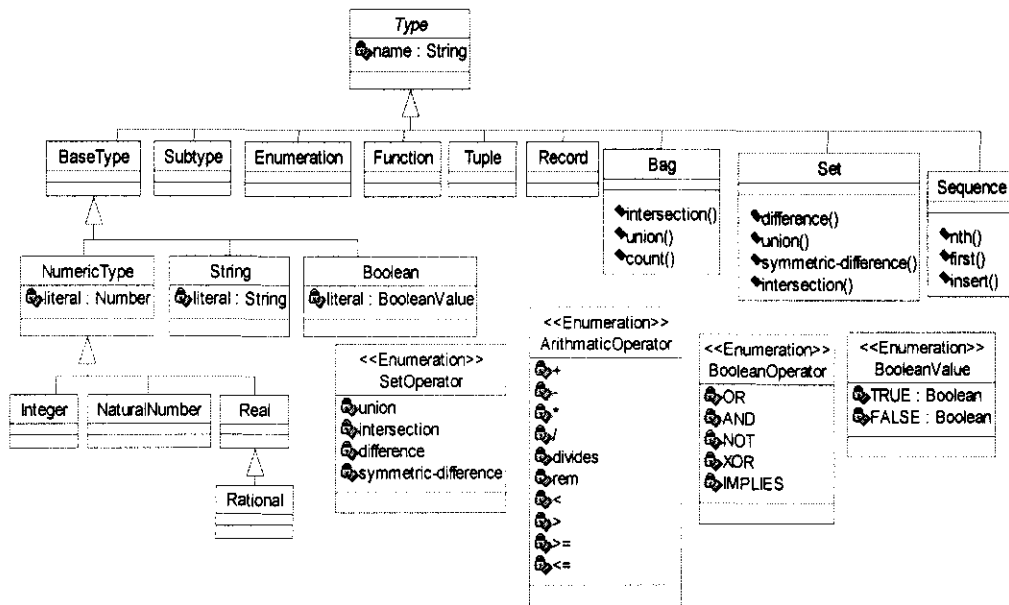 Type
name : String
BaseType
Subtype
Enumeration
Function
Tuple
Record
Bag
intersection()
union()
count()
Set
difference()
union()
symmetric-difference()
intersection()
Sequence
nth()
first()
insert()
NumericType
literal : Number
String
literal : String
Boolean
literal : BooleanValue
Integer
NaturalNumber
Real
Rational
<<Enumeration>>
SetOperator
union
intersection
difference
symmetric-difference
<<Enumeration>>
ArithmaticOperator
+
-
*
/
divides
rem
<
>
>=
<=
<<Enumeration>>
BooleanOperator
OR
AND
NOT
XOR
IMPLIES
<<Enumeration>>
BooleanValue
TRUE : Boolean
FALSE : Boolean